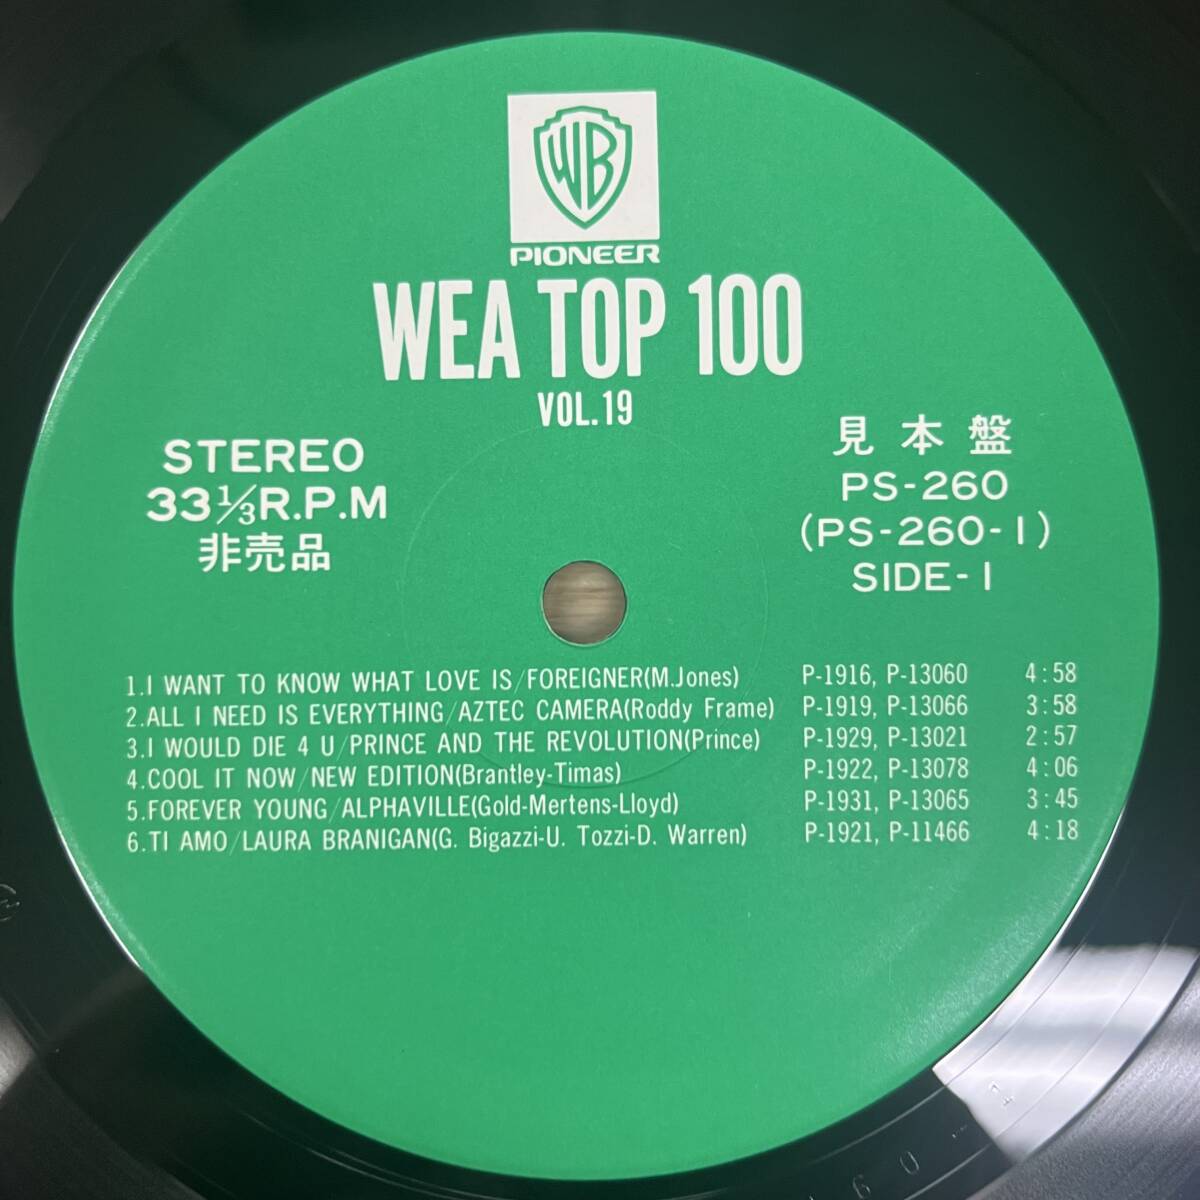 WB
PIONEER
WEA TOP 100
VOL.19
STEREO
33 1/3 R.P.M
非売品
見本盤
PS-260
(PS-260-1)
SIDE-1
1.I WANT TO KNOW WHAT LOVE IS/FOREIGNER(M.Jones) P-1916, P-13060 4:58
2.ALL I NEED IS EVERYTHING/AZTEC CAMERA(Roddy Frame) P-1919, P-13066 3:58
3.I WOULD DIE 4 U/PRINCE AND THE REVOLUTION(Prince) P-1929, P-13021 2:57
4.COOL IT NOW/NEW EDITION(Brantley-Timas) P-1922, P-13078 4:06
5.FOREVER YOUNG/ALPHAVILLE(Gold-Mertens-Lloyd) P-1931, P-13065 3:45
6.TI AMO/LAURA BRANIGAN(G. Bigazzi-U. Tozzi-D. Warren) P-1921, P-11466 4:18